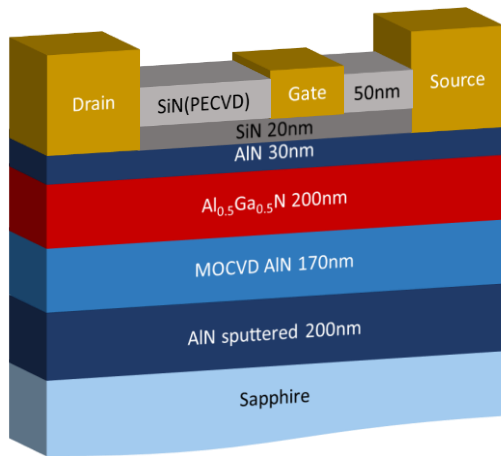 Drain
SiN(PECVD)
Gate
50nm
Source
SiN 20nm
AlN 30nm
Al₀.₅Ga₀.₅N 200nm
MOCVD AlN 170nm
AlN sputtered 200nm
Sapphire